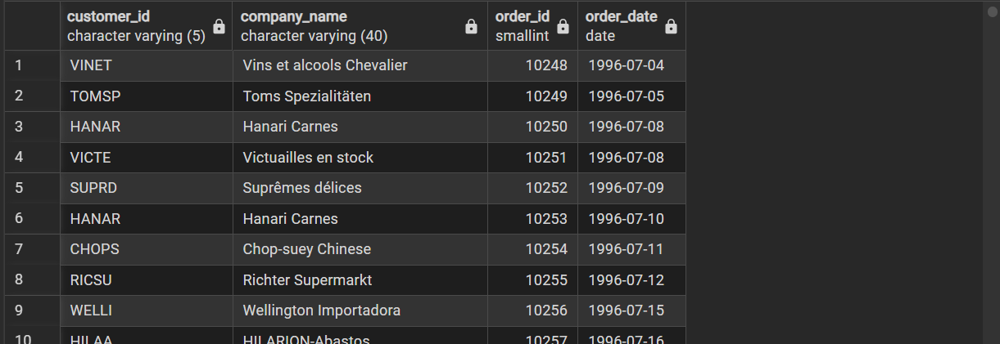 customer_id company_name order_id order_date
character varying (5) character varying (40) smallint date
1 VINET Vins et alcools Chevalier 10248 1996-07-04
2 TOMSP Toms Spezialitäten 10249 1996-07-05
3 HANAR Hanari Carnes 10250 1996-07-08
4 VICTE Victuailles en stock 10251 1996-07-08
5 SUPRD Suprêmes délices 10252 1996-07-09
6 HANAR Hanari Carnes 10253 1996-07-10
7 CHOPS Chop-suey Chinese 10254 1996-07-11
8 RICSU Richter Supermarkt 10255 1996-07-12
9 WELLI Wellington Importadora 10256 1996-07-15
10 HILAA HILARION-Abastos 10257 1996-07-16